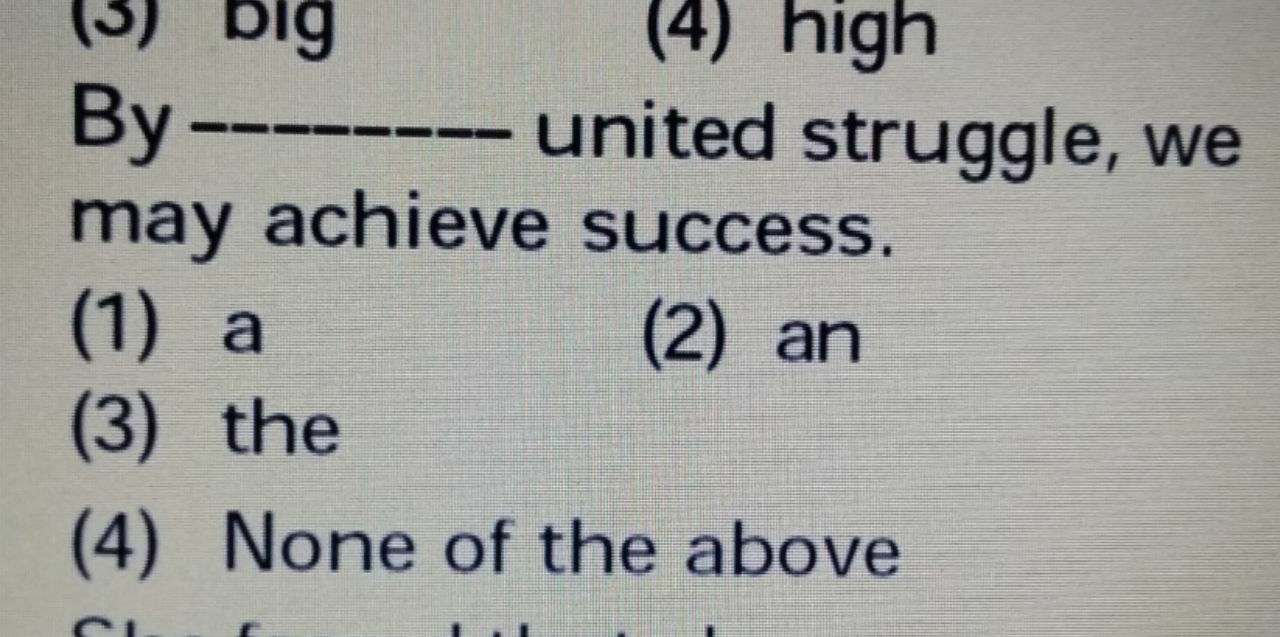 (3) big (4) high
By --------- united struggle, we
may achieve success.
(1) a (2) an
(3) the
(4) None of the above